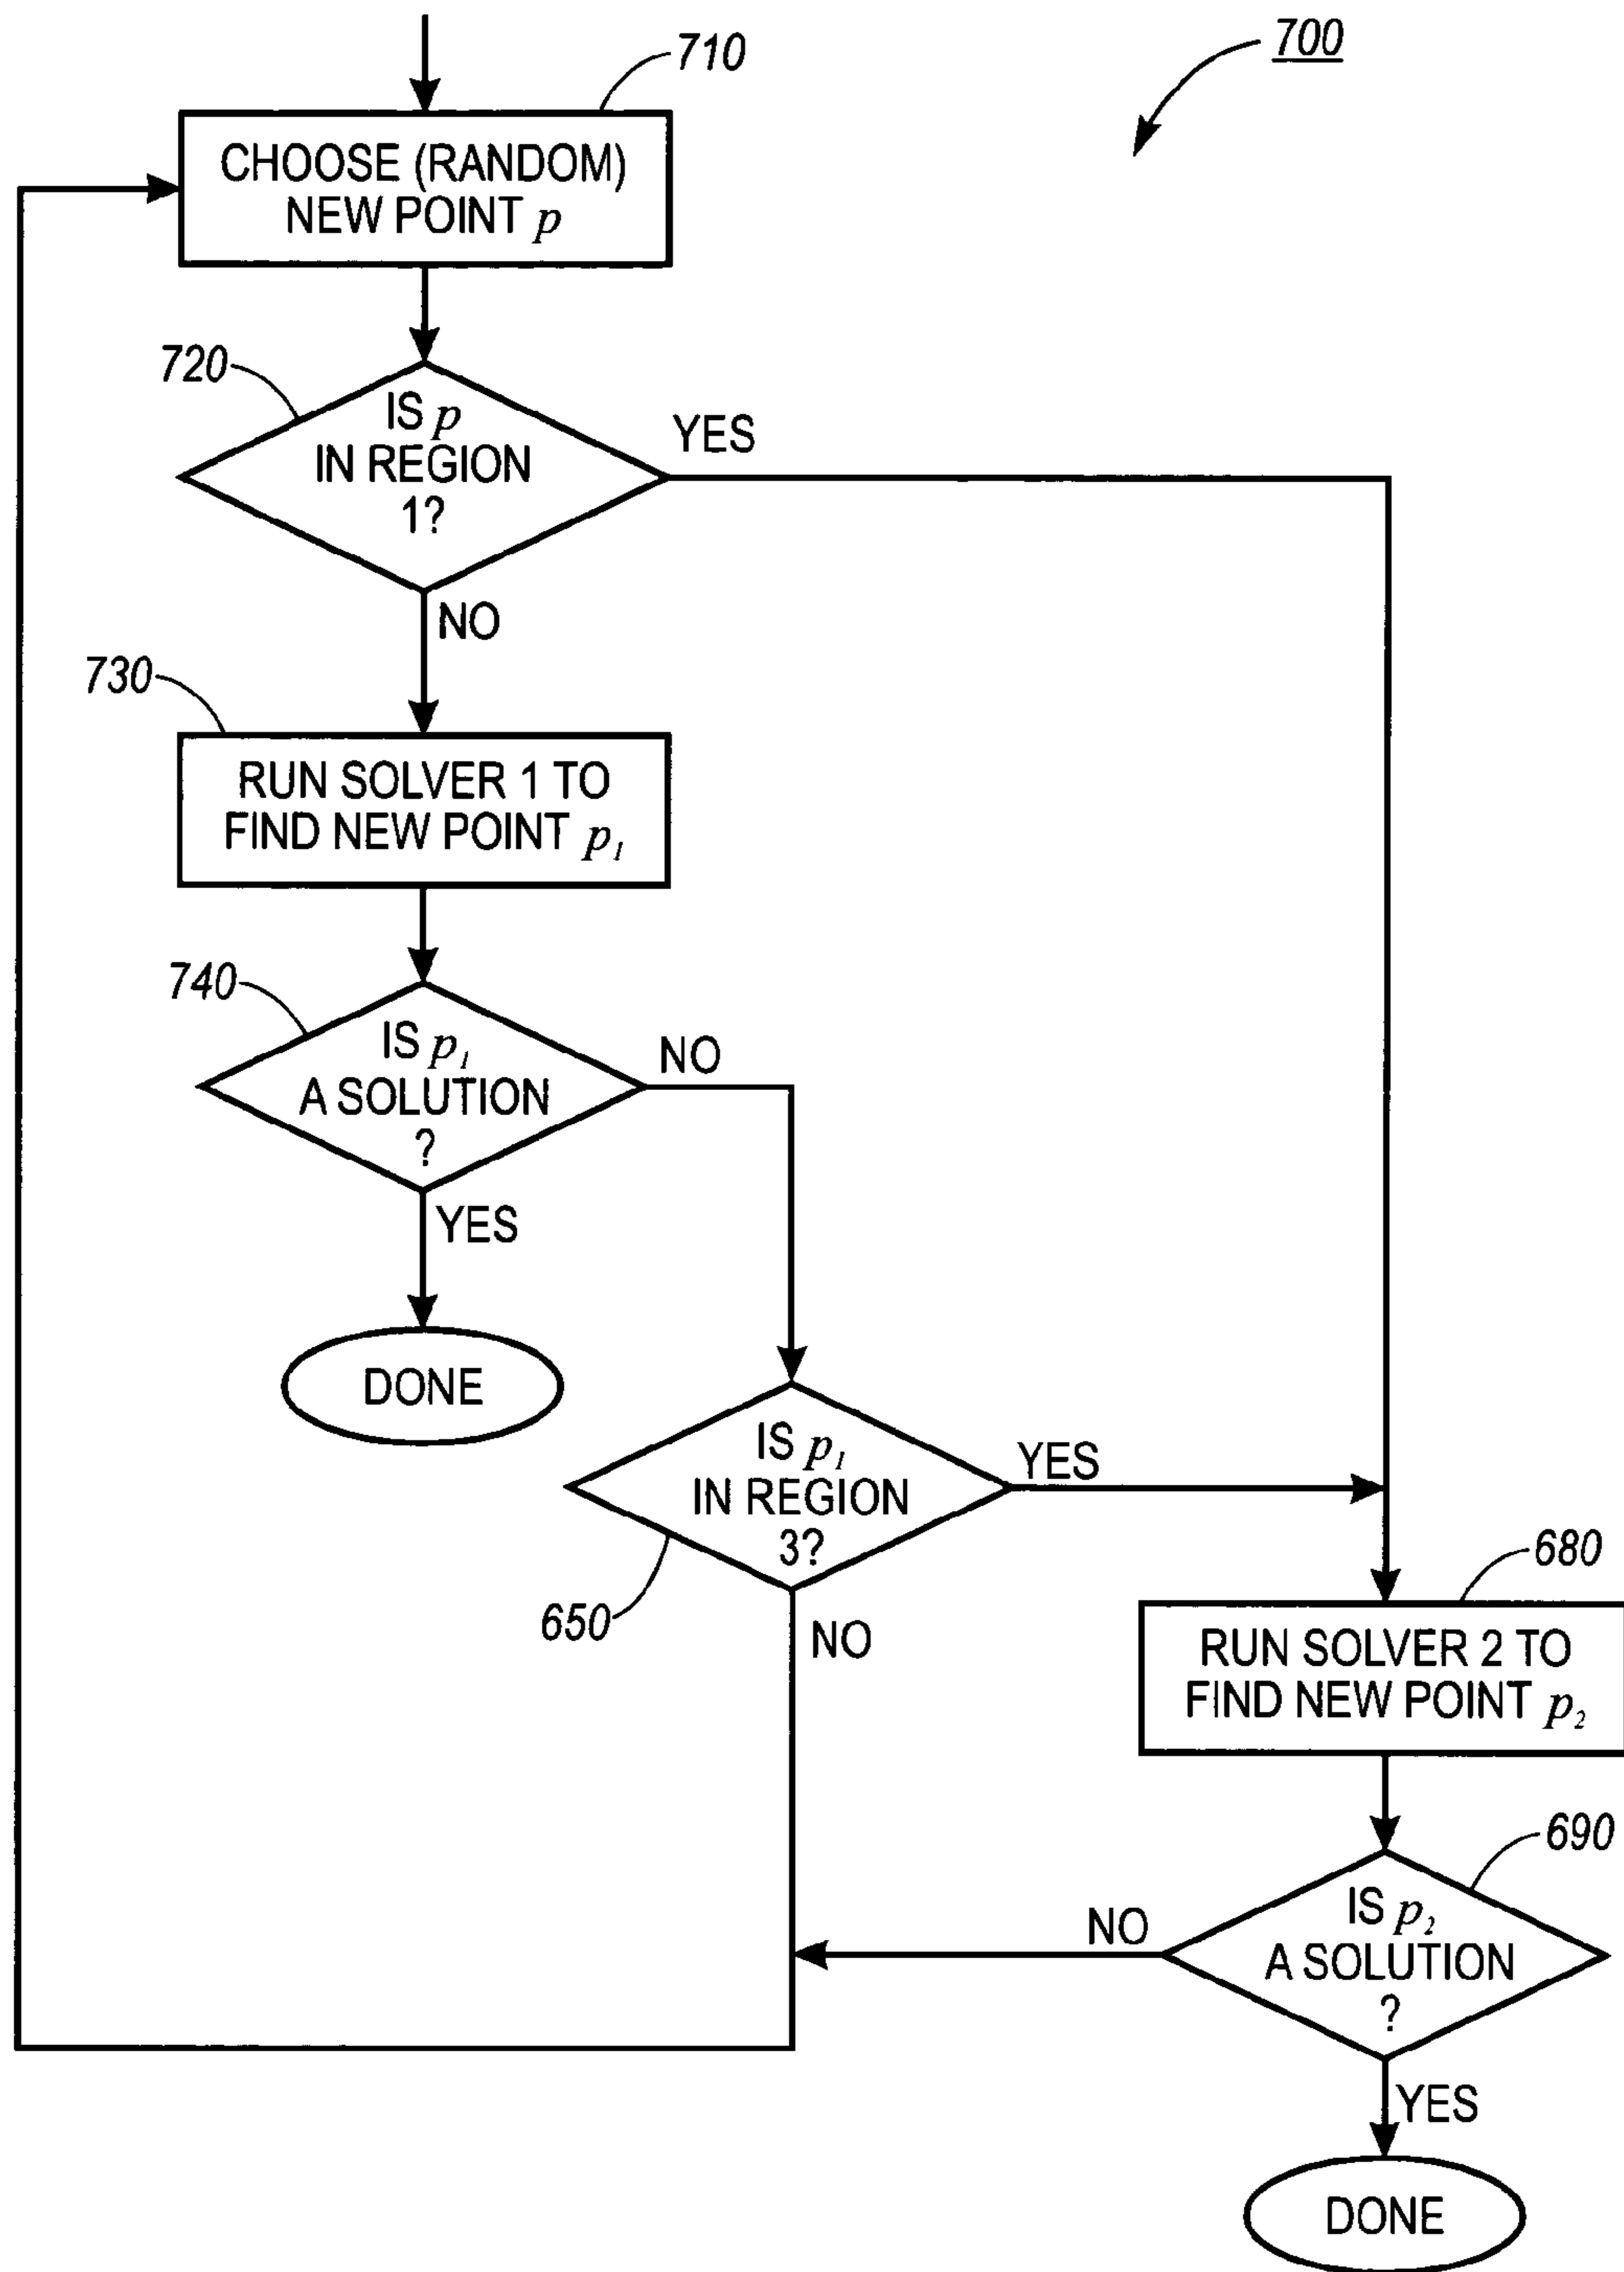 700
710
CHOOSE (RANDOM)
NEW POINT p
720
IS p
IN REGION
1?
YES
NO
730
RUN SOLVER 1 TO
FIND NEW POINT p₁
740
IS p₁
A SOLUTION
?
NO
YES
DONE
IS p₁
IN REGION
3?
YES
650
NO
680
RUN SOLVER 2 TO
FIND NEW POINT p₂
690
IS p₂
A SOLUTION
?
NO
YES
DONE